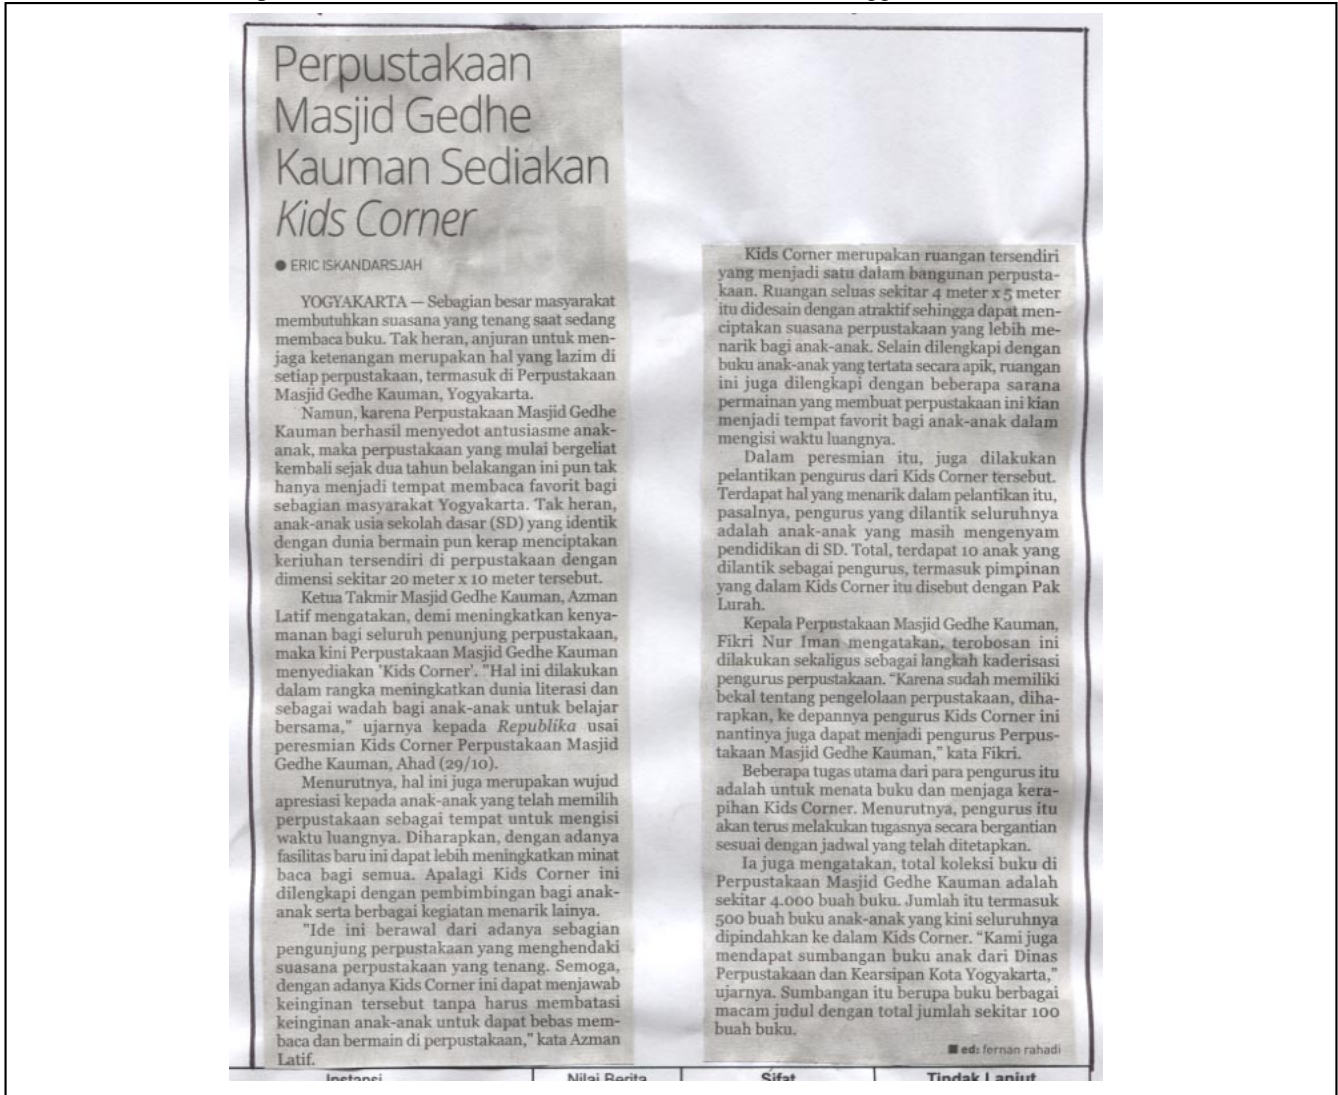 Perpustakaan
Masjid Gedhe
Kauman Sediakan
Kids Corner
● ERIC ISKANDARSJAH
YOGYAKARTA — Sebagian besar masyarakat
membutuhkan suasana yang tenang saat sedang
membaca buku. Tak heran, anjuran untuk men-
jaga ketenangan merupakan hal yang lazim di
setiap perpustakaan, termasuk di Perpustakaan
Masjid Gedhe Kauman, Yogyakarta.
Namun, karena Perpustakaan Masjid Gedhe
Kauman berhasil menyedot antusiasme anak-
anak, maka perpustakaan yang mulai bergeliat
kembali sejak dua tahun belakangan ini pun tak
hanya menjadi tempat membaca favorit bagi
sebagian masyarakat Yogyakarta. Tak heran,
anak-anak usia sekolah dasar (SD) yang identik
dengan dunia bermain pun kerap menciptakan
keriuhan tersendiri di perpustakaan dengan
dimensi sekitar 20 meter x 10 meter tersebut.
Ketua Takmir Masjid Gedhe Kauman, Azman
Latif mengatakan, demi meningkatkan kenya-
manan bagi seluruh penunjung perpustakaan,
maka kini Perpustakaan Masjid Gedhe Kauman
menyediakan 'Kids Corner'. "Hal ini dilakukan
dalam rangka meningkatkan dunia literasi dan
sebagai wadah bagi anak-anak untuk belajar
bersama," ujarnya kepada Republika usai
peresmian Kids Corner Perpustakaan Masjid
Gedhe Kauman, Ahad (29/10).
Menurutnya, hal ini juga merupakan wujud
apresiasi kepada anak-anak yang telah memilih
perpustakaan sebagai tempat untuk mengisi
waktu luangnya. Diharapkan, dengan adanya
fasilitas baru ini dapat lebih meningkatkan minat
baca bagi semua. Apalagi Kids Corner ini
dilengkapi dengan pembimbingan bagi anak-
anak serta berbagai kegiatan menarik lainya.
"Ide ini berawal dari adanya sebagian
pengunjung perpustakaan yang menghendaki
suasana perpustakaan yang tenang. Semoga,
dengan adanya Kids Corner ini dapat menjawab
keinginan tersebut tanpa harus membatasi
keinginan anak-anak untuk dapat bebas mem-
baca dan bermain di perpustakaan," kata Azman
Latif.
Kids Corner merupakan ruangan tersendiri
yang menjadi satu dalam bangunan perpusta-
kaan. Ruangan seluas sekitar 4 meter x 5 meter
itu didesain dengan atraktif sehingga dapat men-
ciptakan suasana perpustakaan yang lebih me-
narik bagi anak-anak. Selain dilengkapi dengan
buku anak-anak yang tertata secara apik, ruangan
ini juga dilengkapi dengan beberapa sarana
permainan yang membuat perpustakaan ini kian
menjadi tempat favorit bagi anak-anak dalam
mengisi waktu luangnya.
Dalam peresmian itu, juga dilakukan
pelantikan pengurus dari Kids Corner tersebut.
Terdapat hal yang menarik dalam pelantikan itu,
pasalnya, pengurus yang dilantik seluruhnya
adalah anak-anak yang masih mengenyam
pendidikan di SD. Total, terdapat 10 anak yang
dilantik sebagai pengurus, termasuk pimpinan
yang dalam Kids Corner itu disebut dengan Pak
Lurah.
Kepala Perpustakaan Masjid Gedhe Kauman,
Fikri Nur Iman mengatakan, terobosan ini
dilakukan sekaligus sebagai langkah kaderisasi
pengurus perpustakaan. "Karena sudah memiliki
bekal tentang pengelolaan perpustakaan, diha-
rapkan, ke depannya pengurus Kids Corner ini
nantinya juga dapat menjadi pengurus Perpus-
takaan Masjid Gedhe Kauman," kata Fikri.
Beberapa tugas utama dari para pengurus itu
adalah untuk menata buku dan menjaga kera-
pihan Kids Corner. Menurutnya, pengurus itu
akan terus melakukan tugasnya secara bergantian
sesuai dengan jadwal yang telah ditetapkan.
Ia juga mengatakan, total koleksi buku di
Perpustakaan Masjid Gedhe Kauman adalah
sekitar 4.000 buah buku. Jumlah itu termasuk
500 buah buku anak-anak yang kini seluruhnya
dipindahkan ke dalam Kids Corner. "Kami juga
mendapat sumbangan buku anak dari Dinas
Perpustakaan dan Kearsipan Kota Yogyakarta,"
ujarnya. Sumbangan itu berupa buku berbagai
macam judul dengan total jumlah sekitar 100
buah buku.
■ ed: fernan rahadi
Instansi Nilai Berita Sifat Tindak Lanjut